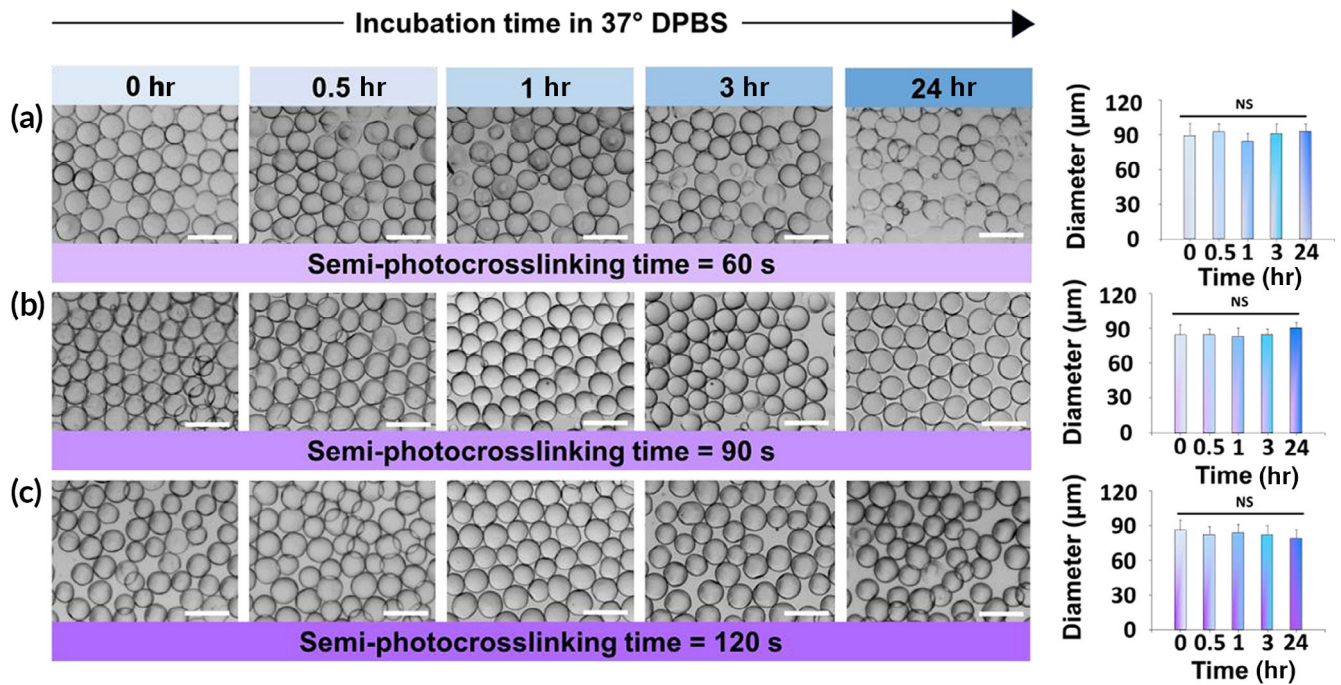 Incubation time in 37° DPBS
0 hr 0.5 hr 1 hr 3 hr 24 hr
(a)
Semi-photocrosslinking time = 60 s
Diameter (µm)
120
90
60
30
0
NS
0 0.5 1 3 24
Time (hr)
(b)
Semi-photocrosslinking time = 90 s
Diameter (µm)
120
90
60
30
0
NS
0 0.5 1 3 24
Time (hr)
(c)
Semi-photocrosslinking time = 120 s
Diameter (µm)
120
90
60
30
0
NS
0 0.5 1 3 24
Time (hr)